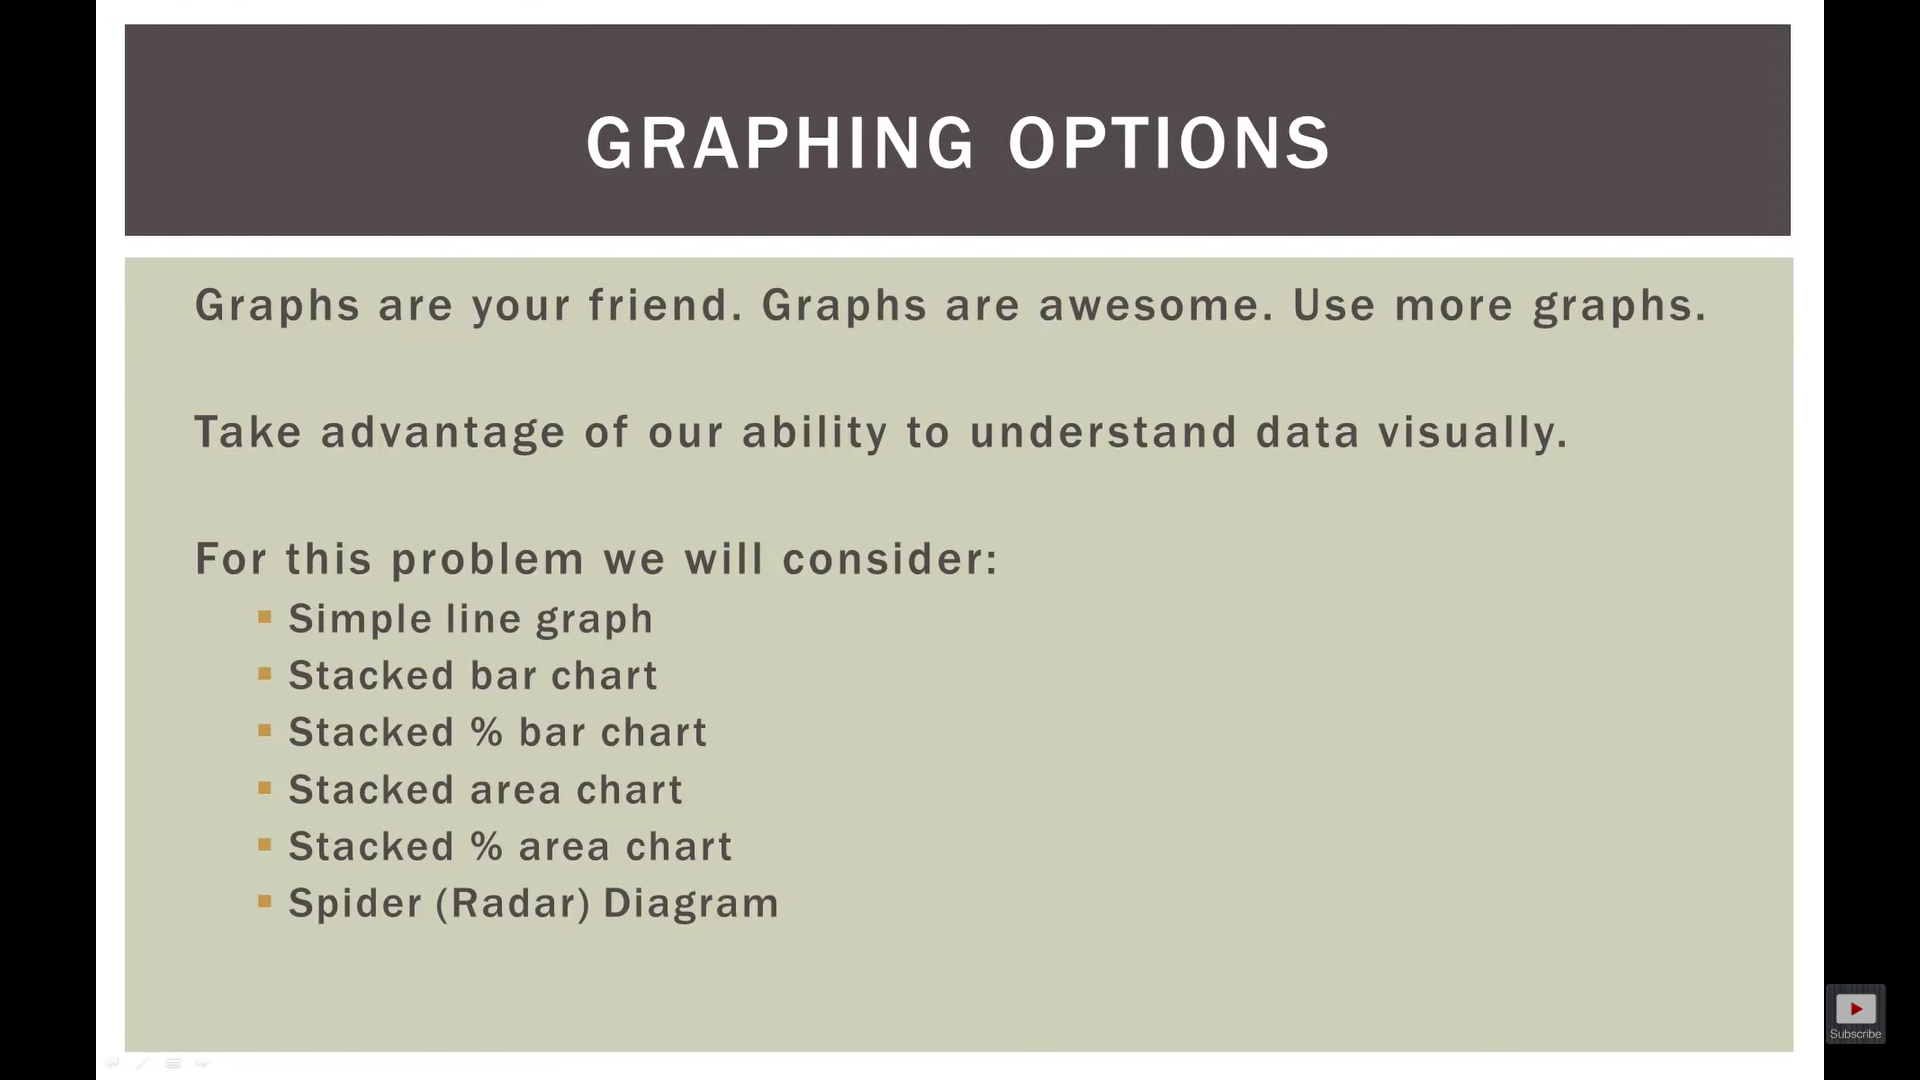 GRAPHING OPTIONS
Graphs are your friend. Graphs are awesome. Use more graphs.
Take advantage of our ability to understand data visually.
For this problem we will consider:
Simple line graph
Stacked bar chart
Stacked % bar chart
Stacked area chart
Stacked % area chart
Spider (Radar) Diagram
Subscribe